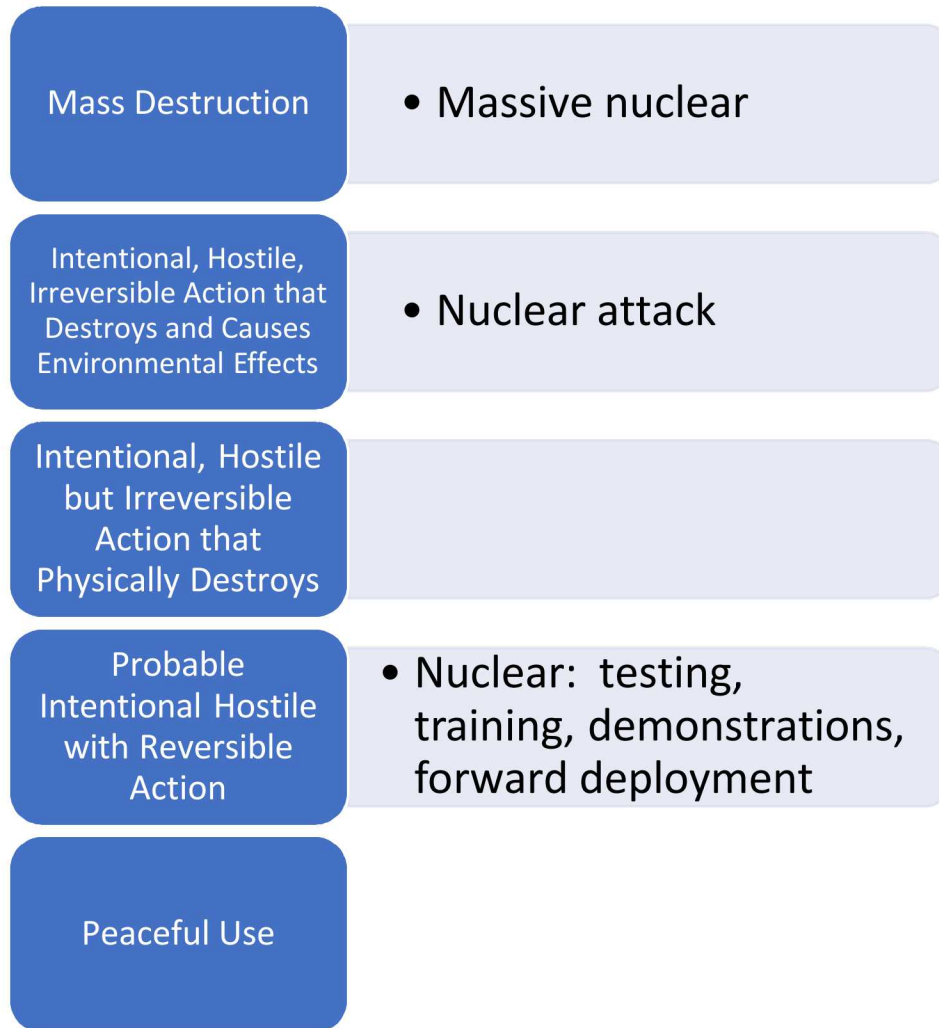 Mass Destruction
• Massive nuclear
Intentional, Hostile,
Irreversible Action that
Destroys and Causes
Environmental Effects
• Nuclear attack
Intentional, Hostile
but Irreversible
Action that
Physically Destroys
Probable
Intentional Hostile
with Reversible
Action
• Nuclear:  testing,
training, demonstrations,
forward deployment
Peaceful Use